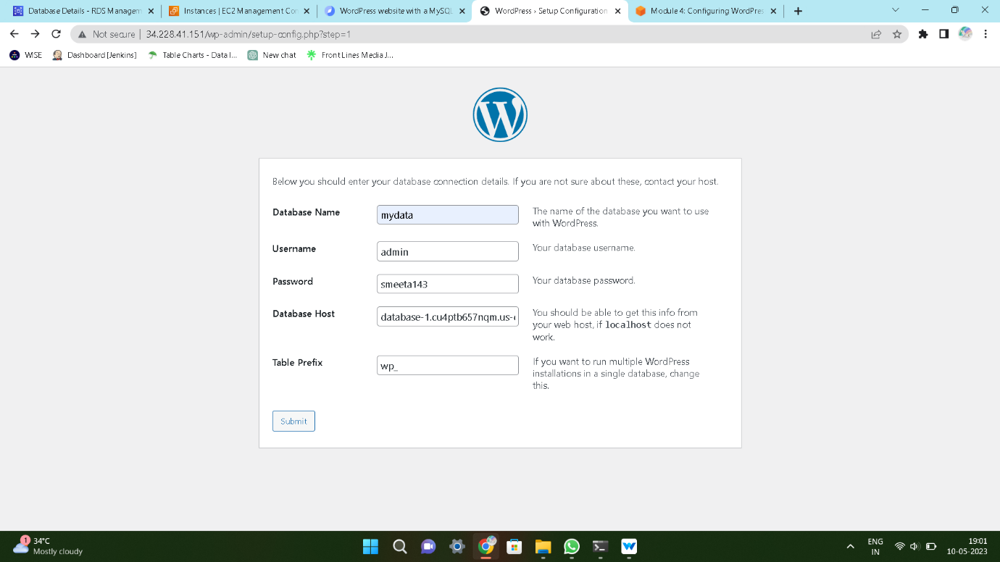 Database Details - RDS Managem
Instances | EC2 Management Con
WordPress website with a MySQL
WordPress › Setup Configuration
Module 4: Configuring WordPres
Not secure | 34.228.41.151/wp-admin/setup-config.php?step=1
WISE
Dashboard [Jenkins]
Table Charts - Data I...
New chat
FrontLines Media J...
Below you should enter your database connection details. If you are not sure about these, contact your host.
Database Name
mydata
The name of the database you want to use
with WordPress.
Username
admin
Your database username.
Password
smeeta143
Your database password.
Database Host
database-1.cu4ptb657nqm.us-
You should be able to get this info from
your web host, if localhost does not
work.
Table Prefix
wp_
If you want to run multiple WordPress
installations in a single database, change
this.
Submit
1
34°C
Mostly cloudy
ENG
IN
19:01
10-05-2023